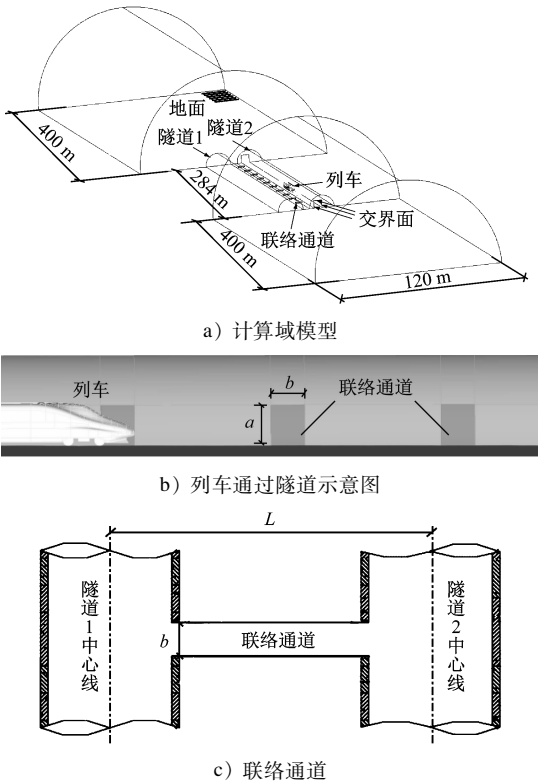 地面
隧道1
隧道2
列车
交界面
联络通道
400 m
284 m
400 m
120 m
a）计算域模型
列车
b
a
联络通道
b）列车通过隧道示意图
L
隧道1中心线
b
联络通道
隧道2中心线
c）联络通道